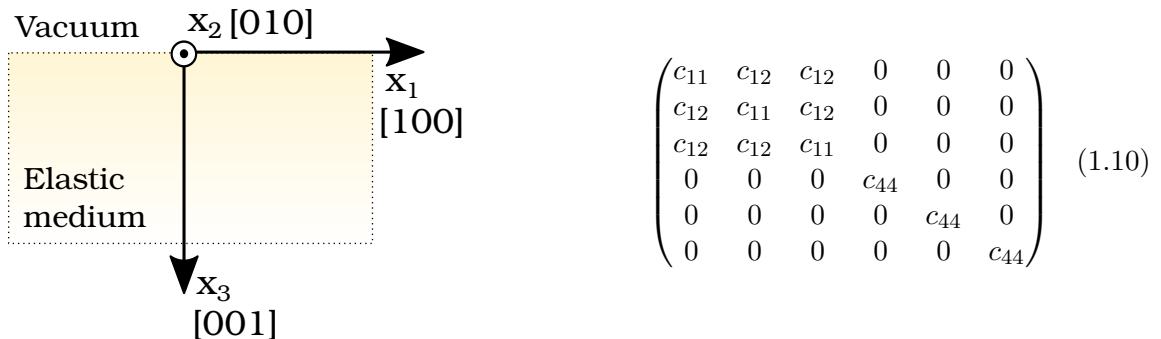 Vacuum
x₂ [010]
x₁
[100]
Elastic
medium
x₃
[001]
c₁₁ c₁₂ c₁₂ 0 0 0
c₁₂ c₁₁ c₁₂ 0 0 0
c₁₂ c₁₂ c₁₁ 0 0 0
0 0 0 c₄₄ 0 0
0 0 0 0 c₄₄ 0
0 0 0 0 0 c₄₄
(1.10)